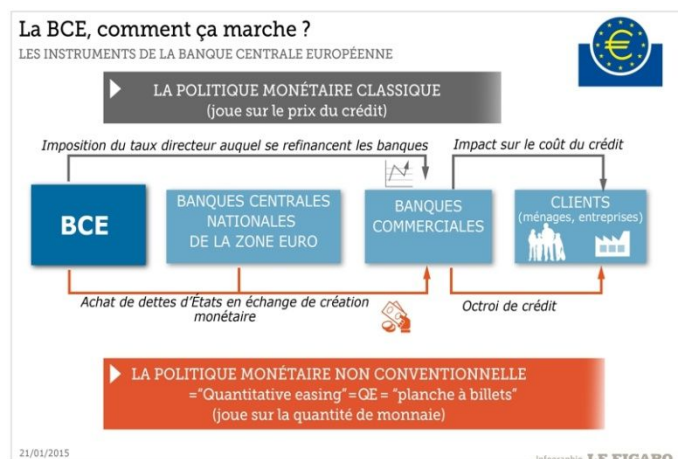 La BCE, comment ça marche ?
LES INSTRUMENTS DE LA BANQUE CENTRALE EUROPÉENNE
LA POLITIQUE MONÉTAIRE CLASSIQUE
(joue sur le prix du crédit)
Imposition du taux directeur auquel se refinancent les banques
Impact sur le coût du crédit
BCE
BANQUES CENTRALES
NATIONALES
DE LA ZONE EURO
BANQUES
COMMERCIALES
CLIENTS
(ménages, entreprises)
Achat de dettes d'États en échange de création
monétaire
Octroi de crédit
LA POLITIQUE MONÉTAIRE NON CONVENTIONNELLE
="Quantitative easing"=QE = "planche à billets"
(joue sur la quantité de monnaie)
21/01/2015
Infographie LE FIGARO